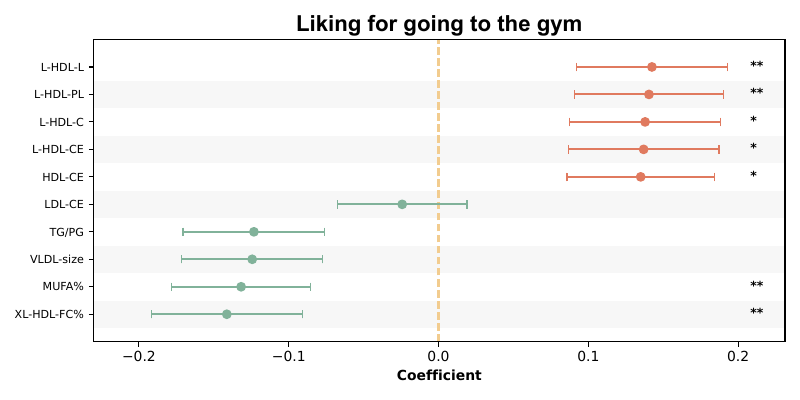 Liking for going to the gym
L-HDL-L **
L-HDL-PL **
L-HDL-C *
L-HDL-CE *
HDL-CE *
LDL-CE
TG/PG
VLDL-size
MUFA% **
XL-HDL-FC% **
−0.2 −0.1 0.0 0.1 0.2
Coefficient